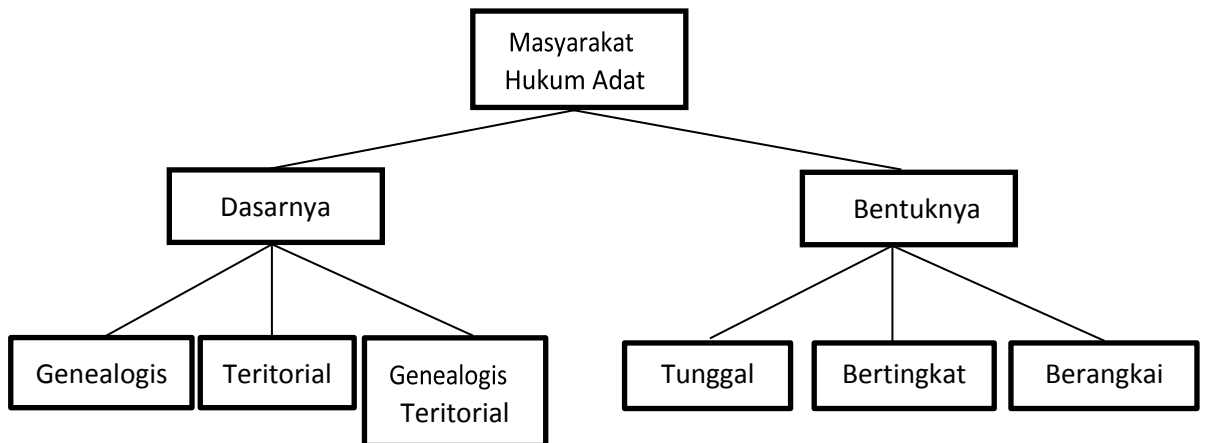 Masyarakat
Hukum Adat
Dasarnya
Bentuknya
Genealogis
Teritorial
Genealogis
Teritorial
Tunggal
Bertingkat
Berangkai